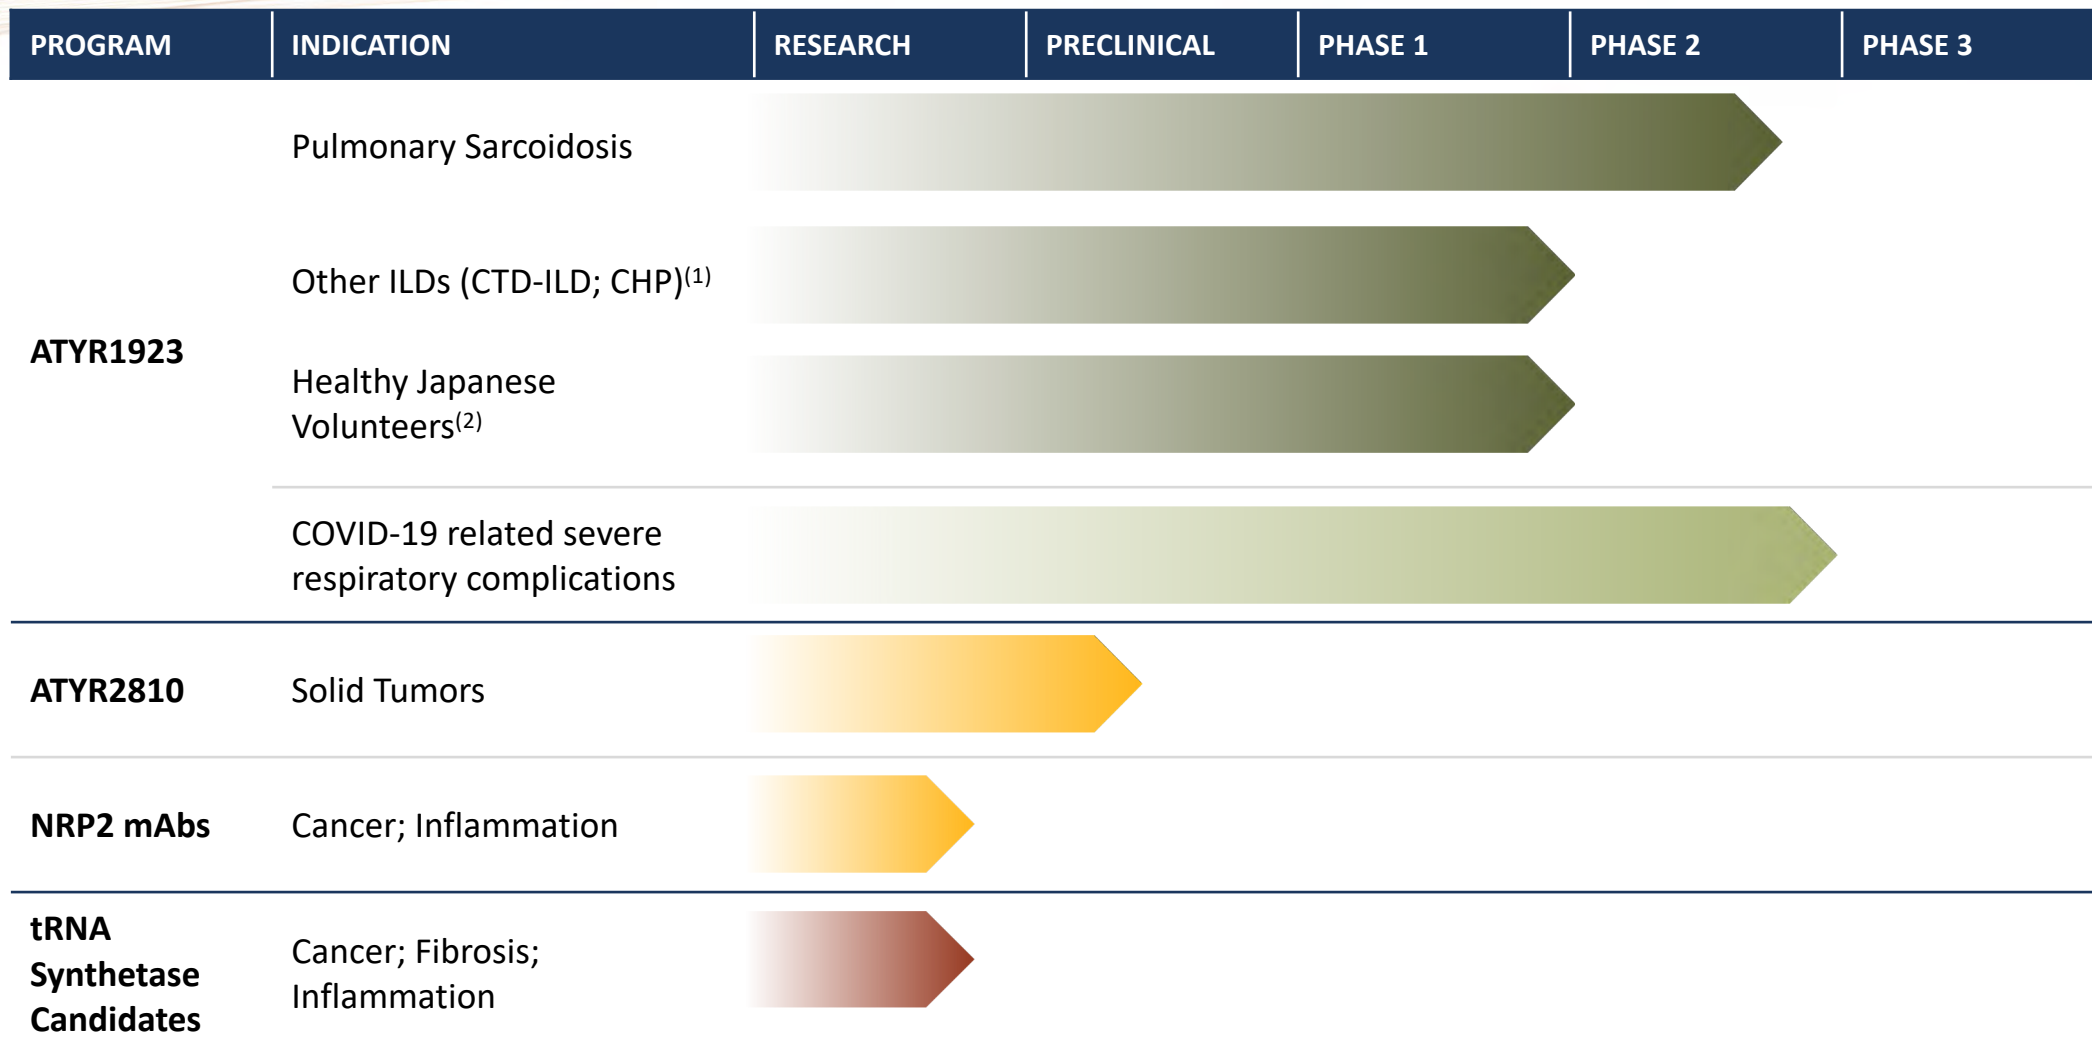 PROGRAM INDICATION RESEARCH PRECLINICAL PHASE 1 PHASE 2 PHASE 3
ATYR1923
Pulmonary Sarcoidosis
Other ILDs (CTD-ILD; CHP)(1)
Healthy Japanese
Volunteers(2)
COVID-19 related severe
respiratory complications
ATYR2810 Solid Tumors
NRP2 mAbs Cancer; Inflammation
tRNA
Synthetase
Candidates
Cancer; Fibrosis;
Inflammation